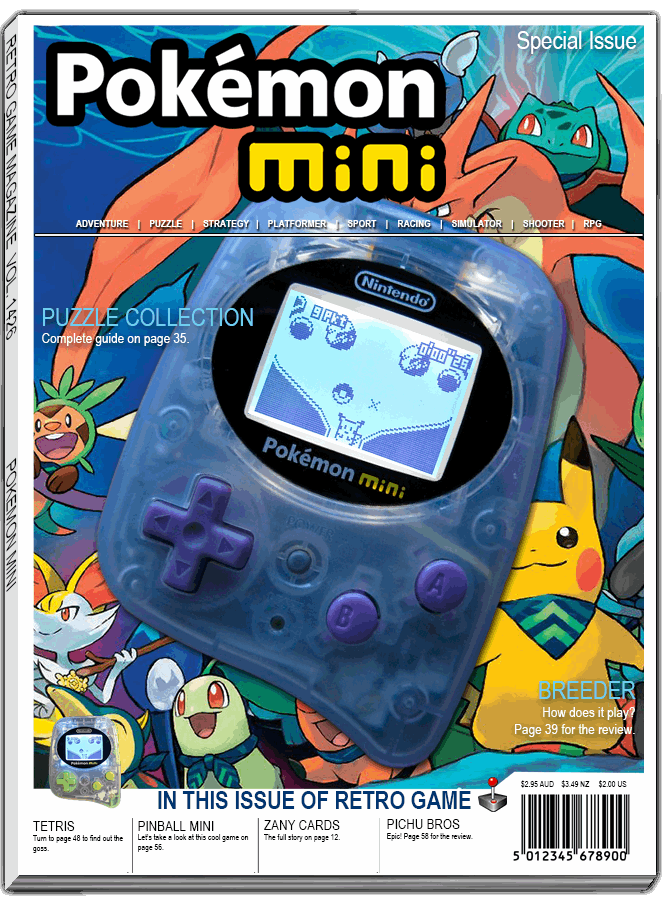 Special Issue
Pokémon
mini
ADVENTURE | PUZZLE | STRATEGY | PLATFORMER | SPORT | RACING | SIMULATOR | SHOOTER | RPG
RETRO GAME MAGAZINE VOL. 1426
POKEMON MINI
PUZZLE COLLECTION
Complete guide on page 35.
Nintendo
Pokémon mini
POWER
A
B
BREEDER
How does it play?
Page 39 for the review.
Pokémon Mini
IN THIS ISSUE OF RETRO GAME
TETRIS
Turn to page 48 to find out the
goss.
PINBALL MINI
Let's take a look at this cool game on
page 56.
ZANY CARDS
The full story on page 12.
PICHU BROS
Epic! Page 58 for the review.
$2.95 AUD $3.49 NZ $2.00 US
5 012345 678900